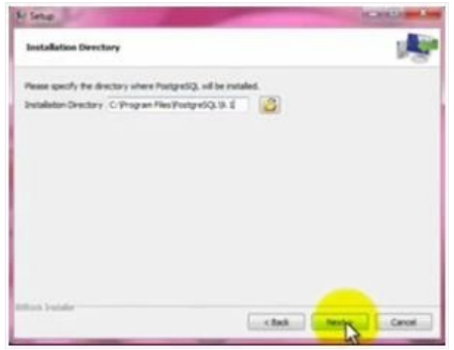 Setup
Installation Directory
Please specify the directory where PostgreSQL will be installed.
Installation Directory C:\Program Files\PostgreSQL\9.1
BitRock Installer
< Back Next > Cancel